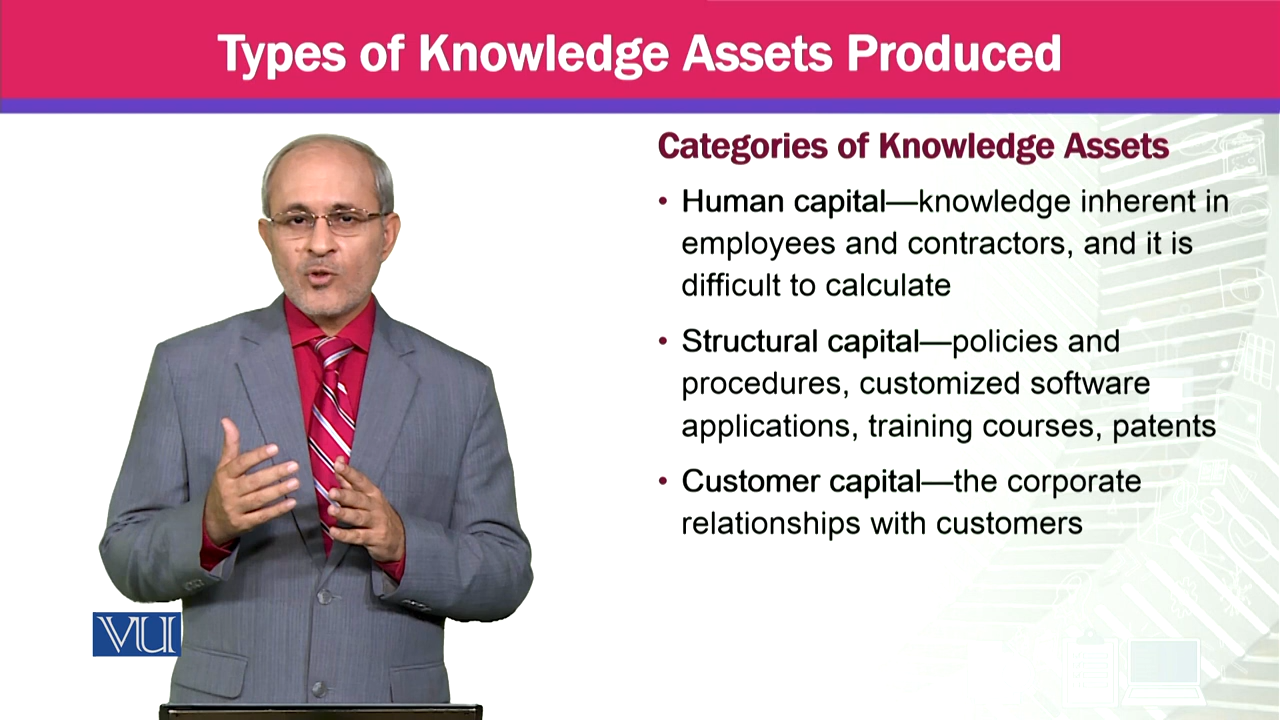 Types of Knowledge Assets Produced
Categories of Knowledge Assets
• Human capital—knowledge inherent in
employees and contractors, and it is
difficult to calculate
• Structural capital—policies and
procedures, customized software
applications, training courses, patents
• Customer capital—the corporate
relationships with customers
VU